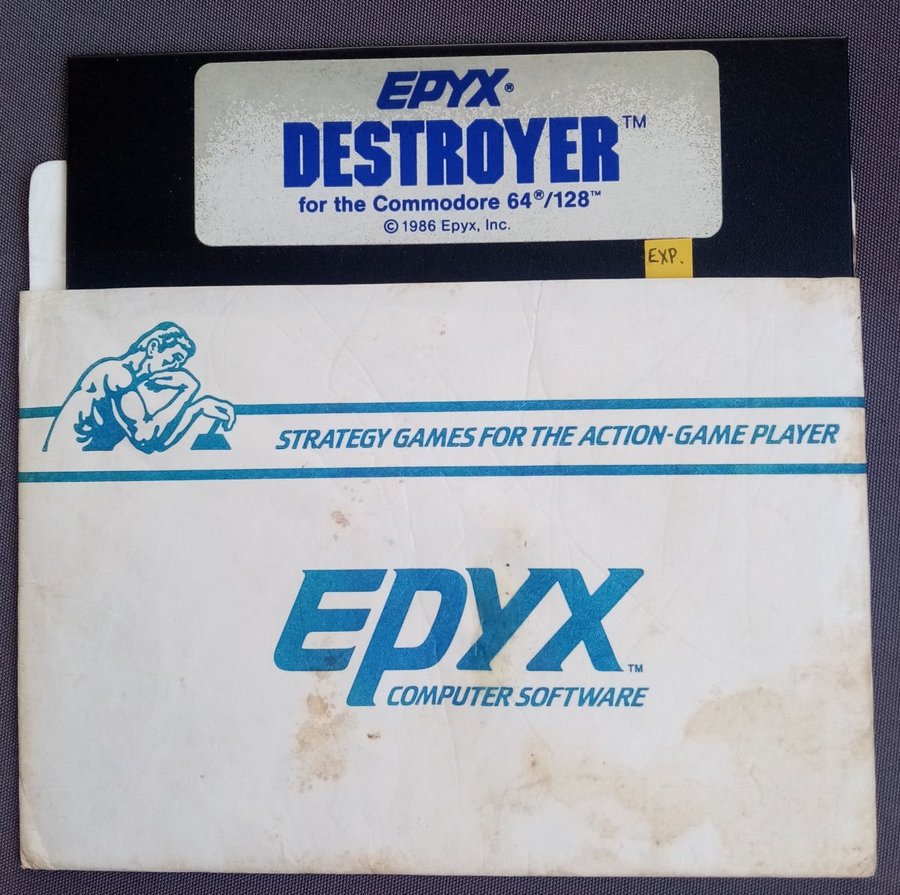 EPYX®
DESTROYER™
for the Commodore 64®/128™
© 1986 Epyx, Inc.
EXP.
STRATEGY GAMES FOR THE ACTION-GAME PLAYER
EPYX™
COMPUTER SOFTWARE